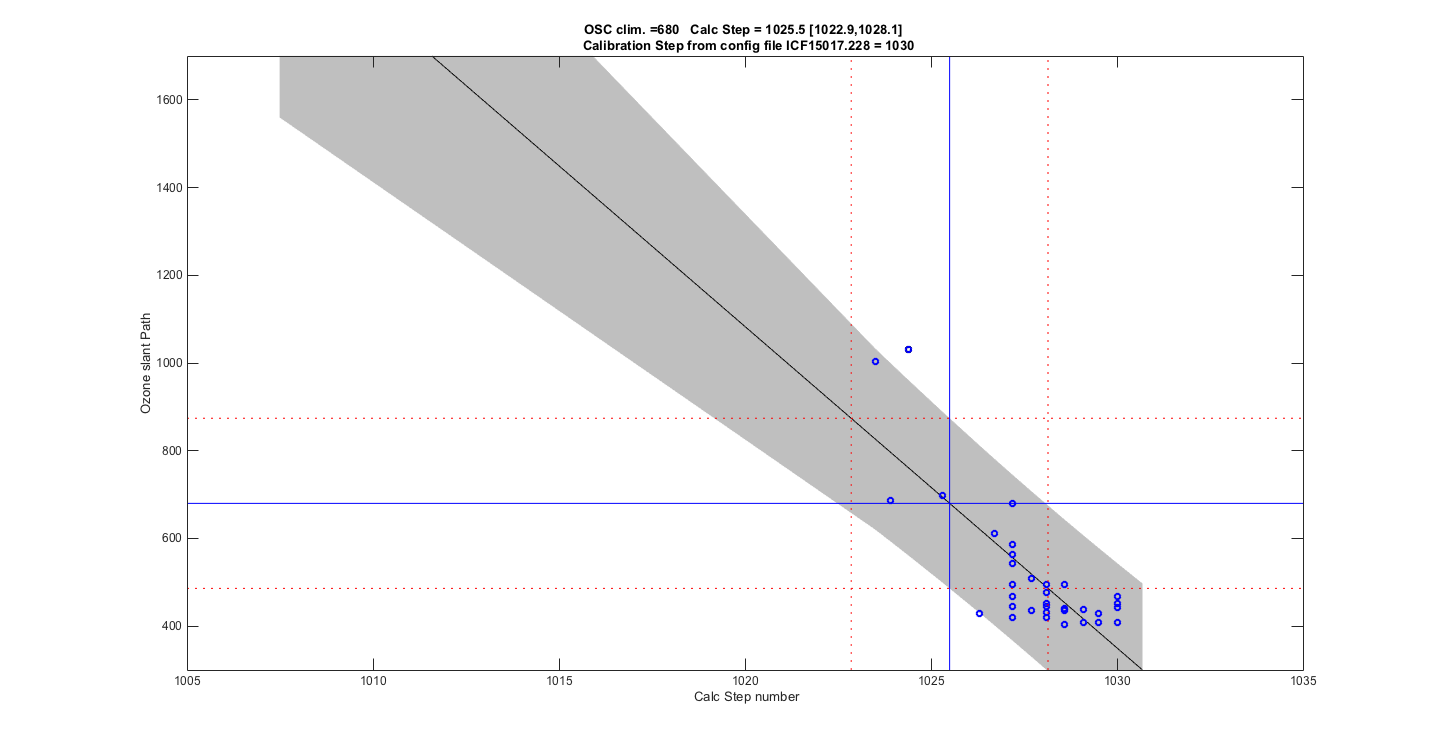 OSC clim. =680   Calc Step = 1025.5 [1022.9,1028.1]
Calibration Step from config file ICF15017.228 = 1030
1600
1400
1200
1000
800
600
400
Ozone slant Path
1005 1010 1015 1020 1025 1030 1035
Calc Step number